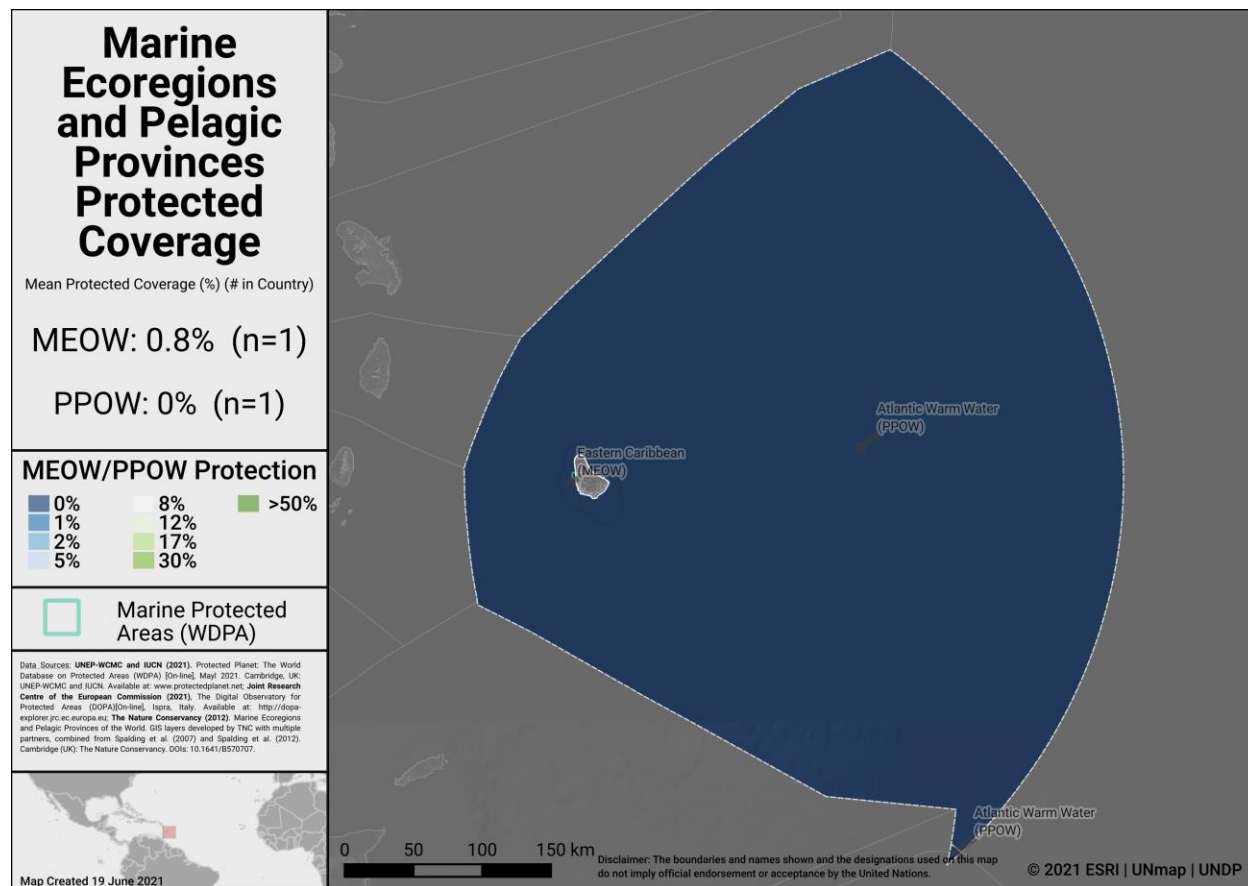 Marine
Ecoregions
and Pelagic
Provinces
Protected
Coverage
Mean Protected Coverage (%) (# in Country)
MEOW: 0.8% (n=1)
PPOW: 0% (n=1)
MEOW/PPOW Protection
0% 8% >50%
1% 12%
2% 17%
5% 30%
Marine Protected
Areas (WDPA)
Data Sources: UNEP-WCMC and IUCN (2021). Protected Planet: The World
Database on Protected Areas (WDPA) [On-line], Mayl 2021. Cambridge, UK:
UNEP-WCMC and IUCN. Available at: www.protectedplanet.net; Joint Research
Centre of the European Commission (2021), The Digital Observatory for
Protected Areas (DOPA)[On-line], Ispra, Italy. Available at: http://dopa-
explorer.jrc.ec.europa.eu; The Nature Conservancy (2012). Marine Ecoregions
and Pelagic Provinces of the World. GIS layers developed by TNC with multiple
partners, combined from Spalding et al. (2007) and Spalding et al. (2012).
Cambridge (UK): The Nature Conservancy. DOIs: 10.1641/B570707.
Map Created 19 June 2021
Atlantic Warm Water
(PPOW)
Eastern Caribbean
(MEOW)
Atlantic Warm Water
(PPOW)
0 50 100 150 km
Disclaimer: The boundaries and names shown and the designations used on this map
do not imply official endorsement or acceptance by the United Nations.
© 2021 ESRI | UNmap | UNDP